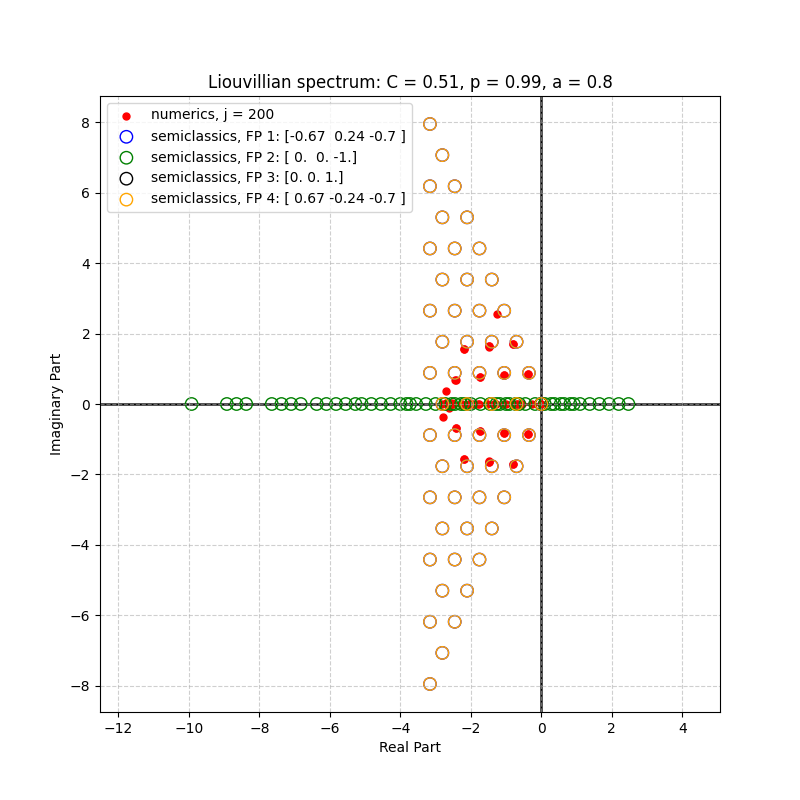 Liouvillian spectrum: C = 0.51, p = 0.99, a = 0.8
numerics, j = 200
semiclassics, FP 1: [-0.67  0.24 -0.7 ]
semiclassics, FP 2: [ 0.  0. -1.]
semiclassics, FP 3: [0. 0. 1.]
semiclassics, FP 4: [ 0.67 -0.24 -0.7 ]
8
6
4
2
0
−2
−4
−6
−8
Imaginary Part
−12 −10 −8 −6 −4 −2 0 2 4
Real Part